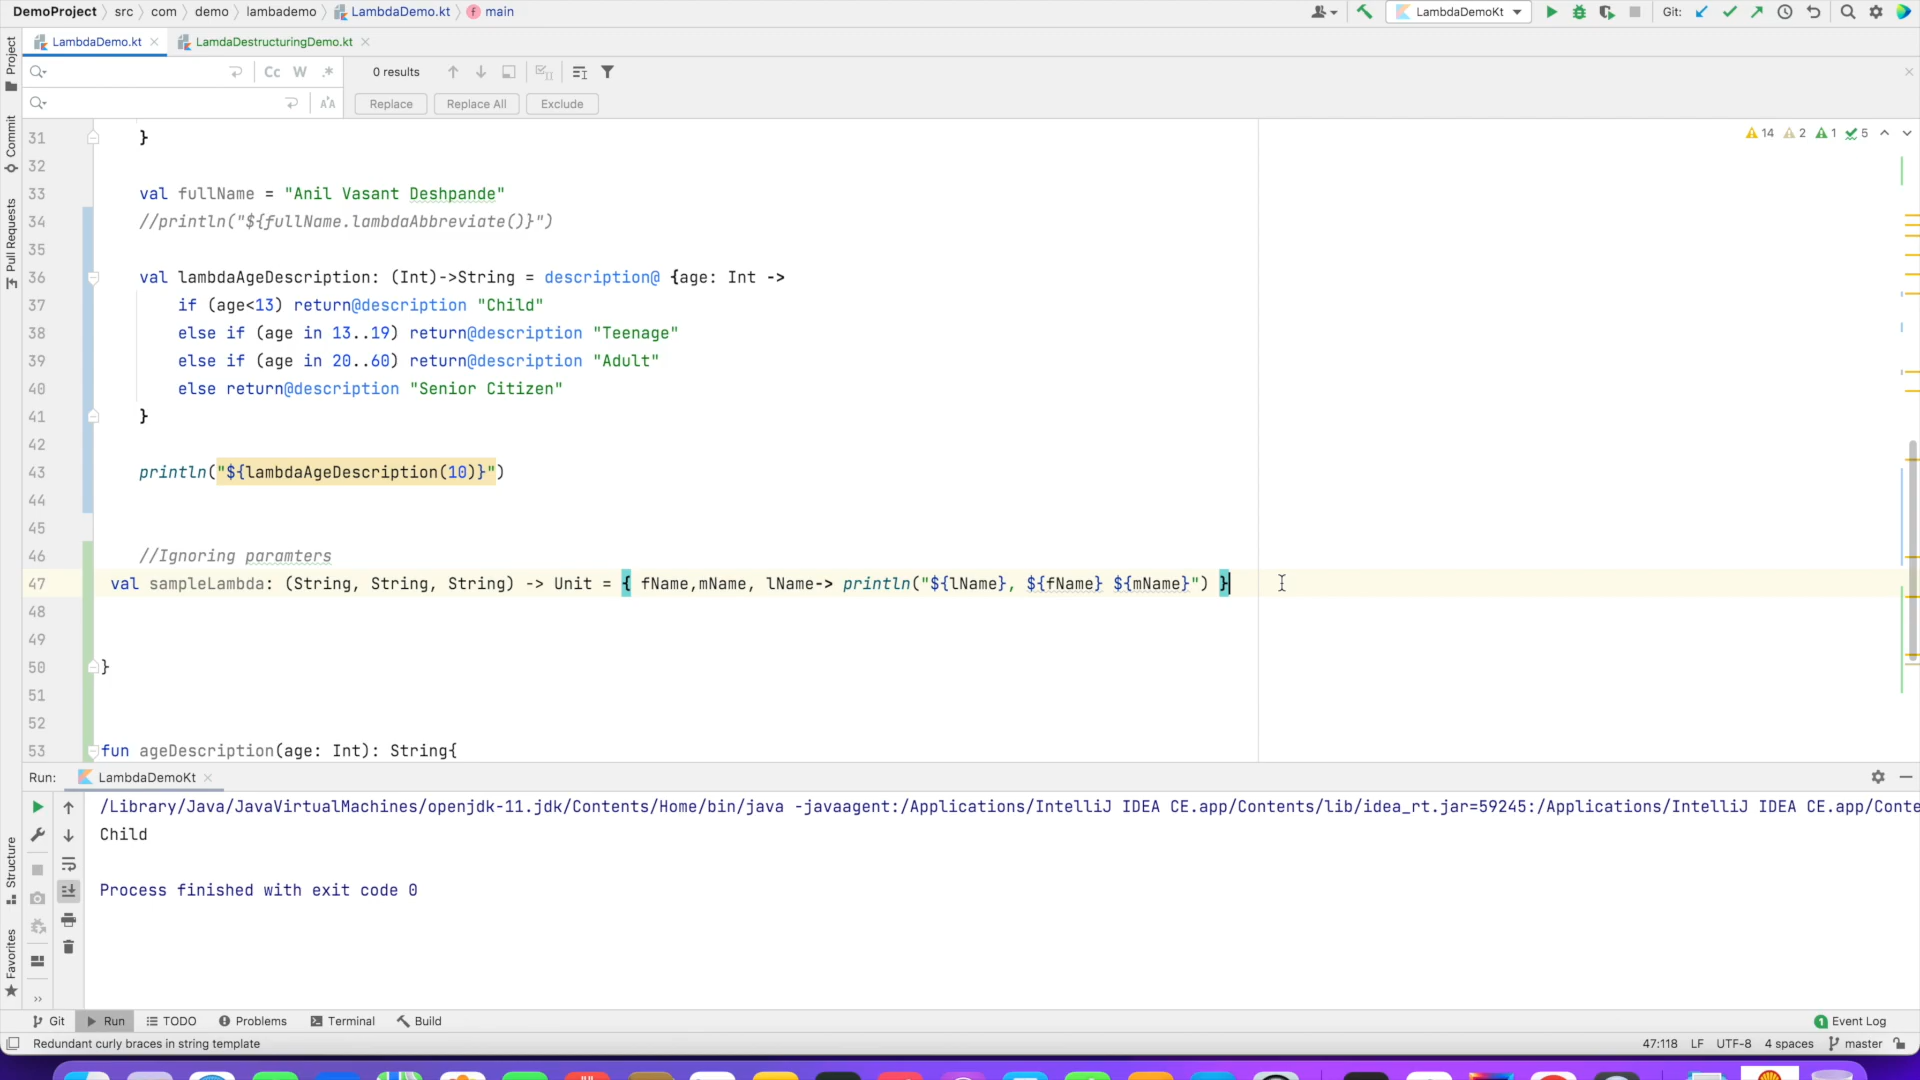 DemoProject src com demo lambademo LambdaDemo.kt main LambdaDemoKt Git:
LambdaDemo.kt LamdaDestructuringDemo.kt
Cc W .* 0 results
Replace Replace All Exclude
31 }
14 2 1 5
32
33 val fullName = "Anil Vasant Deshpande"
34 //println("${fullName.lambdaAbbreviate()}")
35
36 val lambdaAgeDescription: (Int)->String = description@ {age: Int ->
37 if (age<13) return@description "Child"
38 else if (age in 13..19) return@description "Teenage"
39 else if (age in 20..60) return@description "Adult"
40 else return@description "Senior Citizen"
41 }
42
43 println("${lambdaAgeDescription(10)}")
44
45
46 //Ignoring paramters
47 val sampleLambda: (String, String, String) -> Unit = { fName,mName, lName-> println("${lName}, ${fName} ${mName}") }
48
49
50 }
51
52
53 fun ageDescription(age: Int): String{
Project
Commit
Pull Requests
Structure
Favorites
Run: LambdaDemoKt
/Library/Java/JavaVirtualMachines/openjdk-11.jdk/Contents/Home/bin/java -javaagent:/Applications/IntelliJ IDEA CE.app/Contents/lib/idea_rt.jar=59245:/Applications/IntelliJ IDEA CE.app/Conte
Child
Process finished with exit code 0
Git Run TODO Problems Terminal Build 1 Event Log
Redundant curly braces in string template 47:118 LF UTF-8 4 spaces master